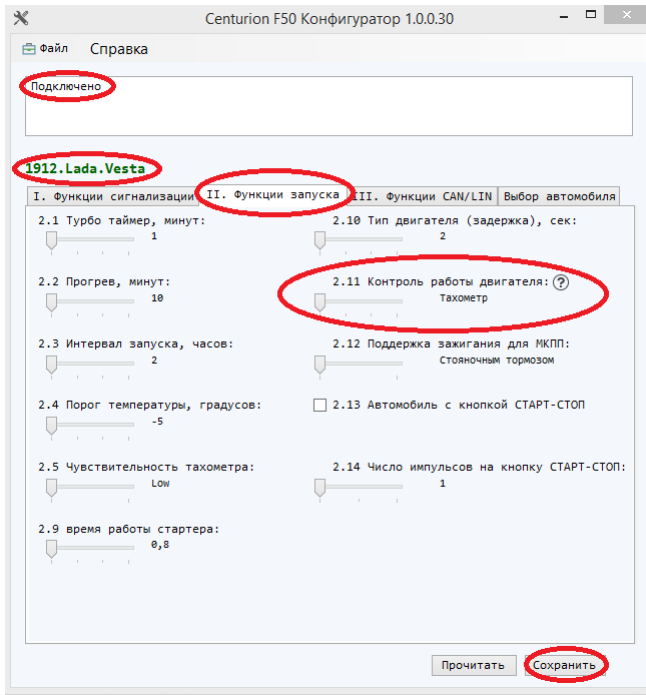 Centurion F50 Конфигуратор 1.0.0.30
Файл Справка
Подключено
1912.Lada.Vesta
I. Функции сигнализации II. Функции запуска III. Функции CAN/LIN Выбор автомобиля
2.1 Турбо таймер, минут:
1
2.2 Прогрев, минут:
10
2.3 Интервал запуска, часов:
2
2.4 Порог температуры, градусов:
-5
2.5 Чувствительность тахометра:
Low
2.9 время работы стартера:
0,8
2.10 Тип двигателя (задержка), сек:
2
2.11 Контроль работы двигателя: ?
Тахометр
2.12 Поддержка зажигания для МКПП:
Стояночным тормозом
2.13 Автомобиль с кнопкой СТАРТ-СТОП
2.14 Число импульсов на кнопку СТАРТ-СТОП:
1
Прочитать Сохранить